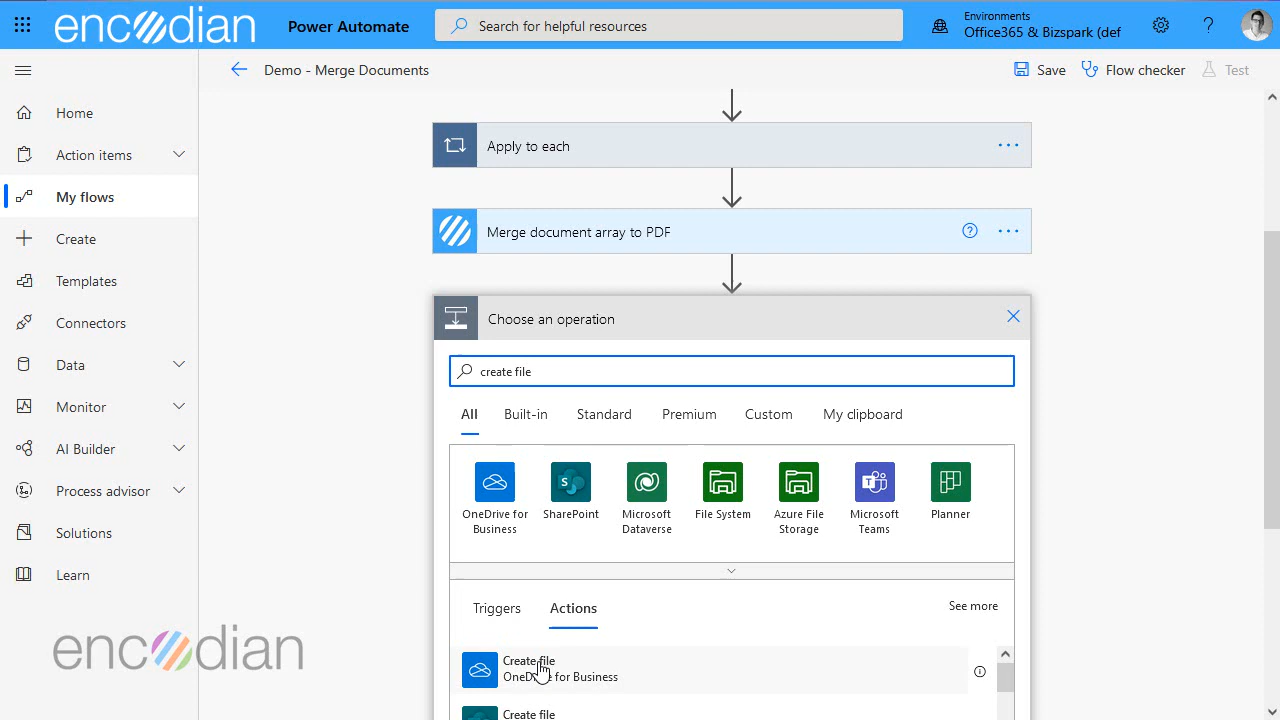 encodian
Power Automate
Search for helpful resources
Environments
Office365 & Bizspark (def
?
Demo - Merge Documents
Save
Flow checker
Test
Home
Action items
My flows
Create
Templates
Connectors
Data
Monitor
AI Builder
Process advisor
Solutions
Learn
Apply to each
Merge document array to PDF
Choose an operation
create file
All
Built-in
Standard
Premium
Custom
My clipboard
OneDrive for
Business
SharePoint
Microsoft
Dataverse
File System
Azure File
Storage
Microsoft
Teams
Planner
Triggers
Actions
See more
Create file
OneDrive for Business
Create file
encodian